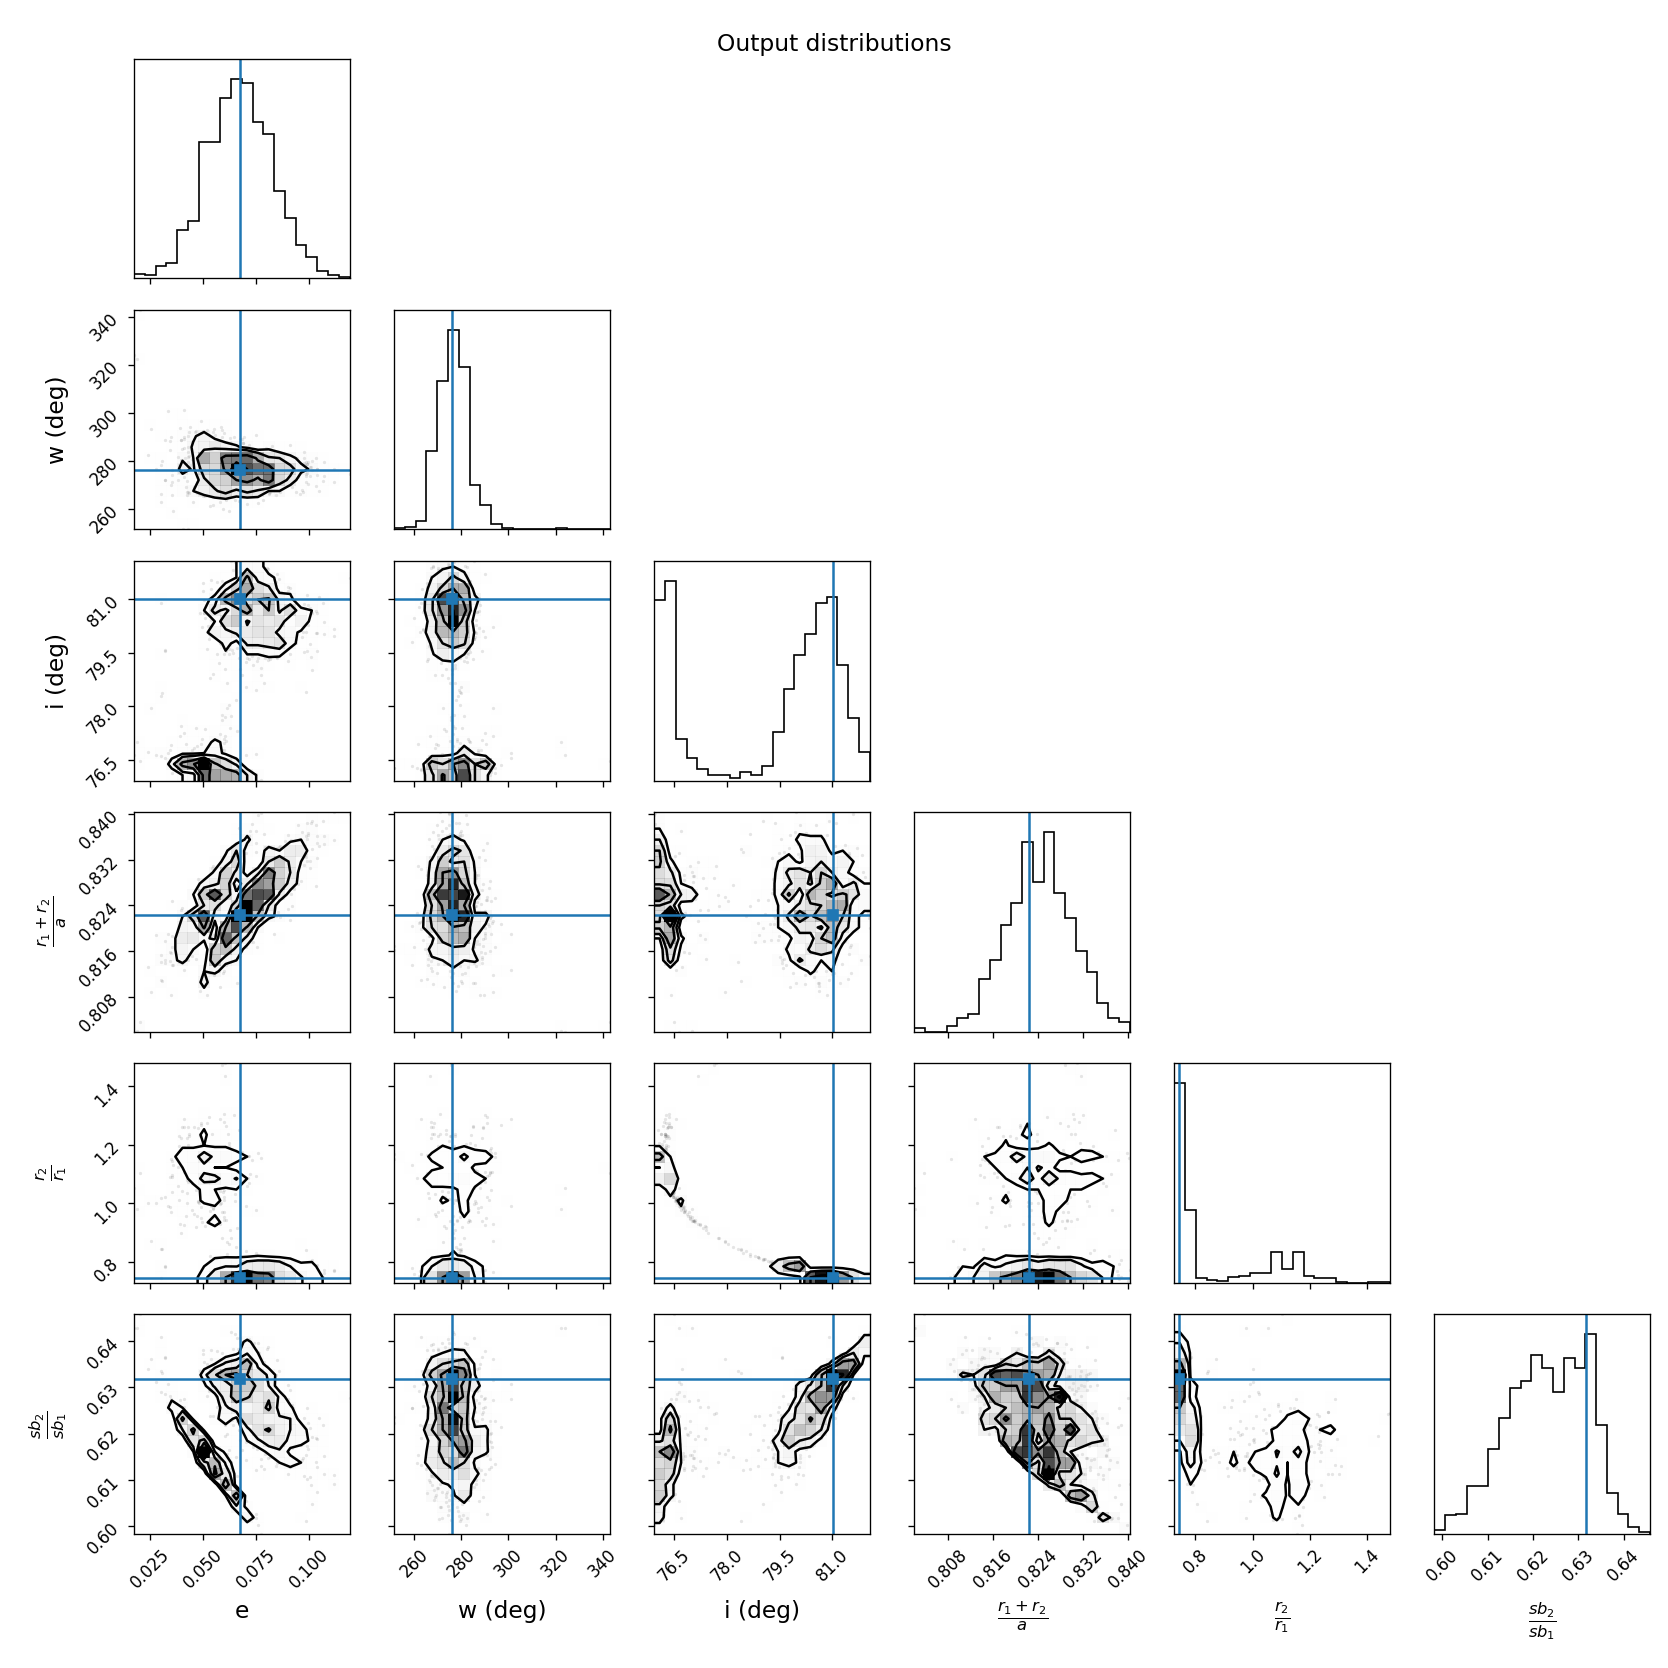 Output distributions
w (deg)
340
320
300
280
260
i (deg)
81.0
79.5
78.0
76.5
r₁ + r₂
a
0.840
0.832
0.824
0.816
0.808
r₂
r₁
1.4
1.2
1.0
0.8
sb₂
sb₁
0.64
0.63
0.62
0.61
0.60
0.025 0.050 0.075 0.100
260 280 300 320 340
76.5 78.0 79.5 81.0
0.808 0.816 0.824 0.832 0.840
0.8 1.0 1.2 1.4
0.60 0.61 0.62 0.63 0.64
e
w (deg)
i (deg)
r₁ + r₂
a
r₂
r₁
sb₂
sb₁